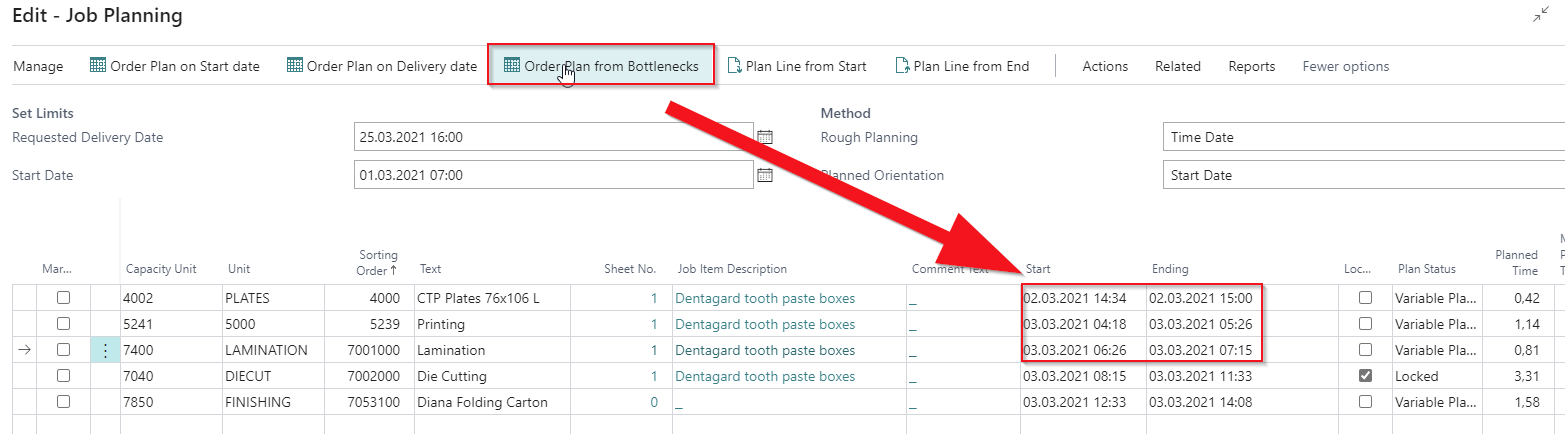 Edit - Job Planning
Manage Order Plan on Start date Order Plan on Delivery date Order Plan from Bottlenecks Plan Line from Start Plan Line from End Actions Related Reports Fewer options
Set Limits Method
Requested Delivery Date 25.03.2021 16:00 Rough Planning Time Date
Start Date 01.03.2021 07:00 Planned Orientation Start Date
Mar... Capacity Unit Unit Sorting Order ↑ Text Sheet No. Job Item Description Comment Text Start Ending Loc... Plan Status Planned Time
4002 PLATES 4000 CTP Plates 76x106 L 1 Dentagard tooth paste boxes _ 02.03.2021 14:34 02.03.2021 15:00 Variable Pla... 0,42
5241 5000 5239 Printing 1 Dentagard tooth paste boxes _ 03.03.2021 04:18 03.03.2021 05:26 Variable Pla... 1,14
7400 LAMINATION 7001000 Lamination 1 Dentagard tooth paste boxes _ 03.03.2021 06:26 03.03.2021 07:15 Variable Pla... 0,81
7040 DIECUT 7002000 Die Cutting 1 Dentagard tooth paste boxes _ 03.03.2021 08:15 03.03.2021 11:33 Locked 3,31
7850 FINISHING 7053100 Diana Folding Carton 0 _ _ 03.03.2021 12:33 03.03.2021 14:08 Variable Pla... 1,58